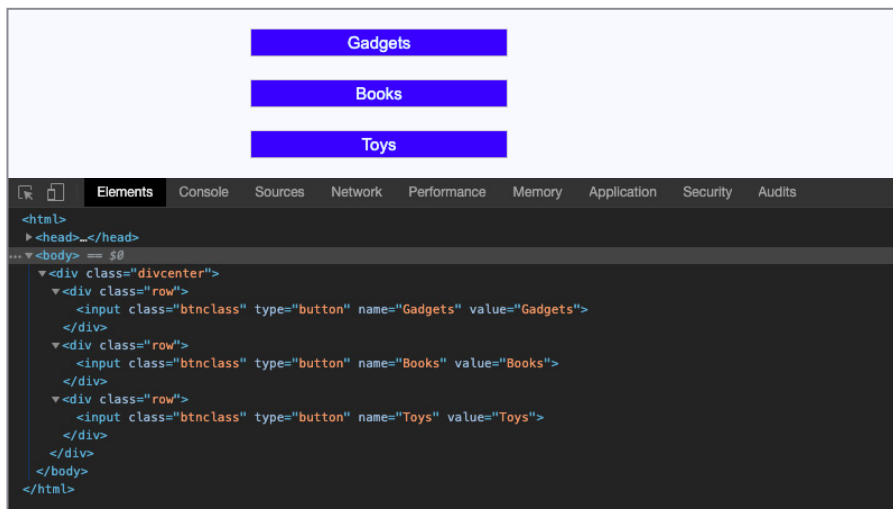 Gadgets
Books
Toys
Elements Console Sources Network Performance Memory Application Security Audits
<html>
▶<head>…</head>
...▼<body> == $0
▼<div class="divcenter">
▼<div class="row">
<input class="btnclass" type="button" name="Gadgets" value="Gadgets">
</div>
▼<div class="row">
<input class="btnclass" type="button" name="Books" value="Books">
</div>
▼<div class="row">
<input class="btnclass" type="button" name="Toys" value="Toys">
</div>
</div>
</body>
</html>